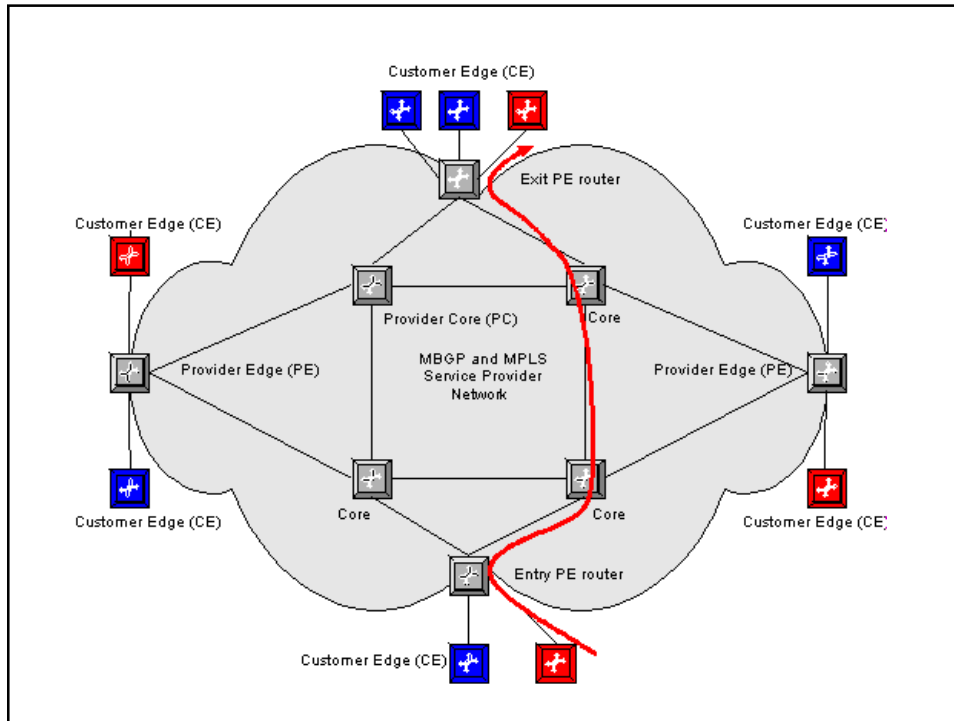 Customer Edge (CE)
Exit PE router
Customer Edge (CE)
Customer Edge (CE)
Provider Core (PC)
Core
Provider Edge (PE)
MBGP and MPLS
Service Provider
Network
Provider Edge (PE)
Customer Edge (CE)
Core
Core
Customer Edge (CE)
Entry PE router
Customer Edge (CE)